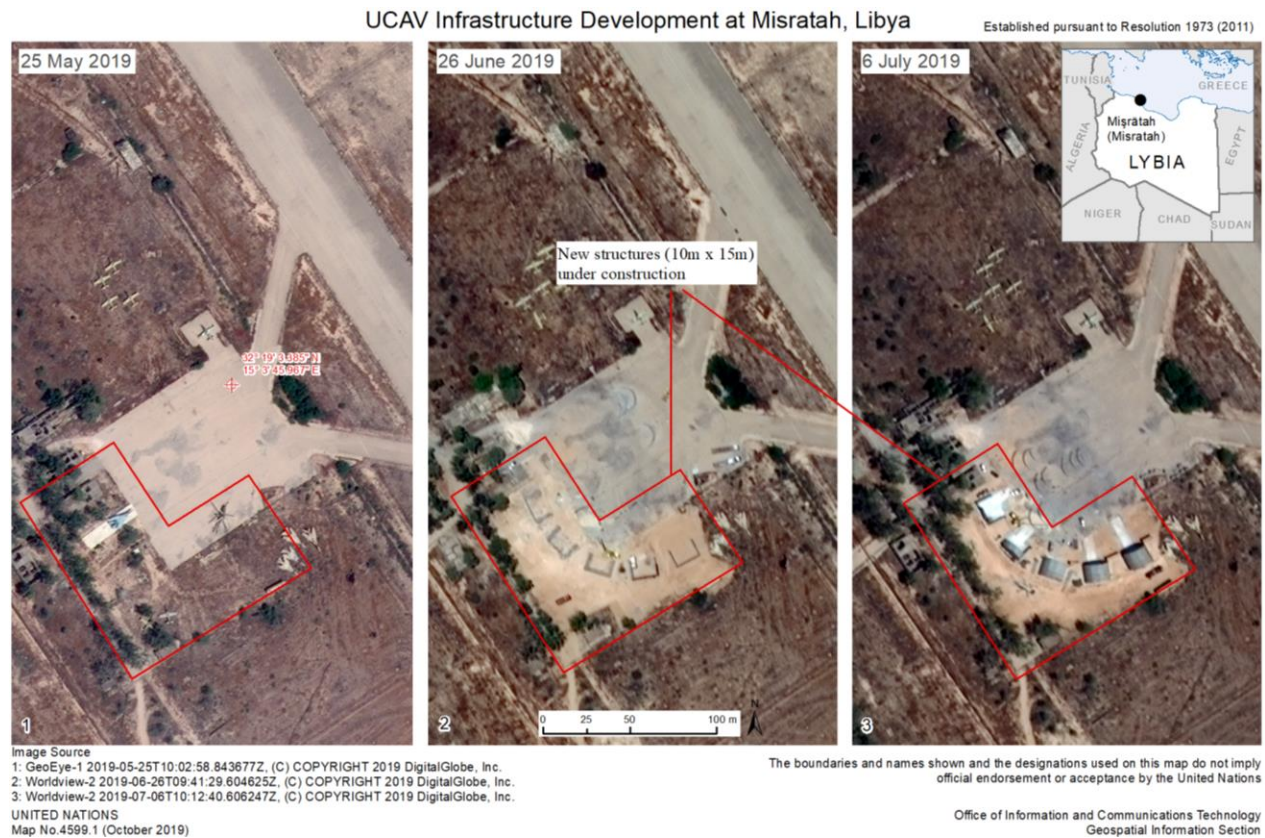 UCAV Infrastructure Development at Misratah, Libya
Established pursuant to Resolution 1973 (2011)
25 May 2019
26 June 2019
6 July 2019
TUNISIA
GREECE
Mişrātah
(Misratah)
ALGERIA
LYBIA
EGYPT
NIGER
CHAD
SUDAN
New structures (10m x 15m)
under construction
32° 19' 3.385" N
15° 3' 45.967" E
1
2
3
0 25 50 100 m
N
Image Source
1: GeoEye-1 2019-05-25T10:02:58.843677Z, (C) COPYRIGHT 2019 DigitalGlobe, Inc.
2: Worldview-2 2019-06-26T09:41:29.604625Z, (C) COPYRIGHT 2019 DigitalGlobe, Inc.
3: Worldview-2 2019-07-06T10:12:40.606247Z, (C) COPYRIGHT 2019 DigitalGlobe, Inc.
UNITED NATIONS
Map No.4599.1 (October 2019)
The boundaries and names shown and the designations used on this map do not imply
official endorsement or acceptance by the United Nations
Office of Information and Communications Technology
Geospatial Information Section